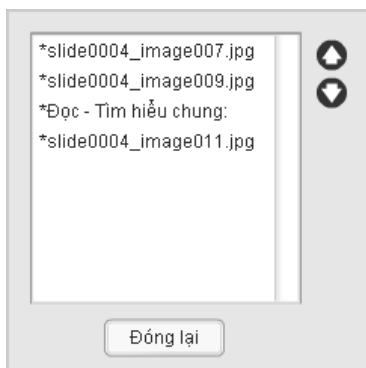 *slide0004_image007.jpg
*slide0004_image009.jpg
*Đọc - Tìm hiểu chung:
*slide0004_image011.jpg
Đóng lại